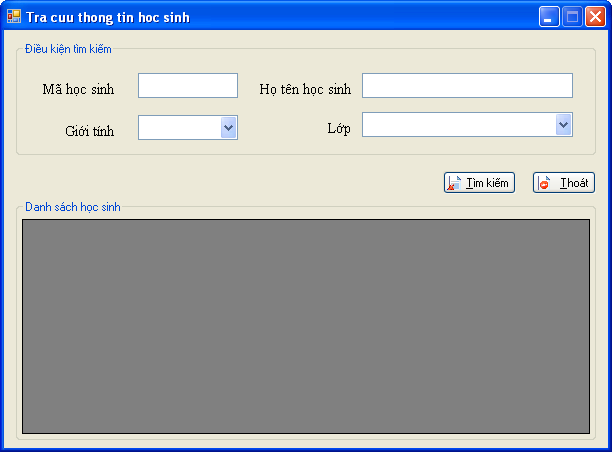 Tra cuu thong tin hoc sinh
Điều kiện tìm kiếm
Mã học sinh
Họ tên học sinh
Giới tính
Lớp
Tìm kiếm
Thoát
Danh sách học sinh